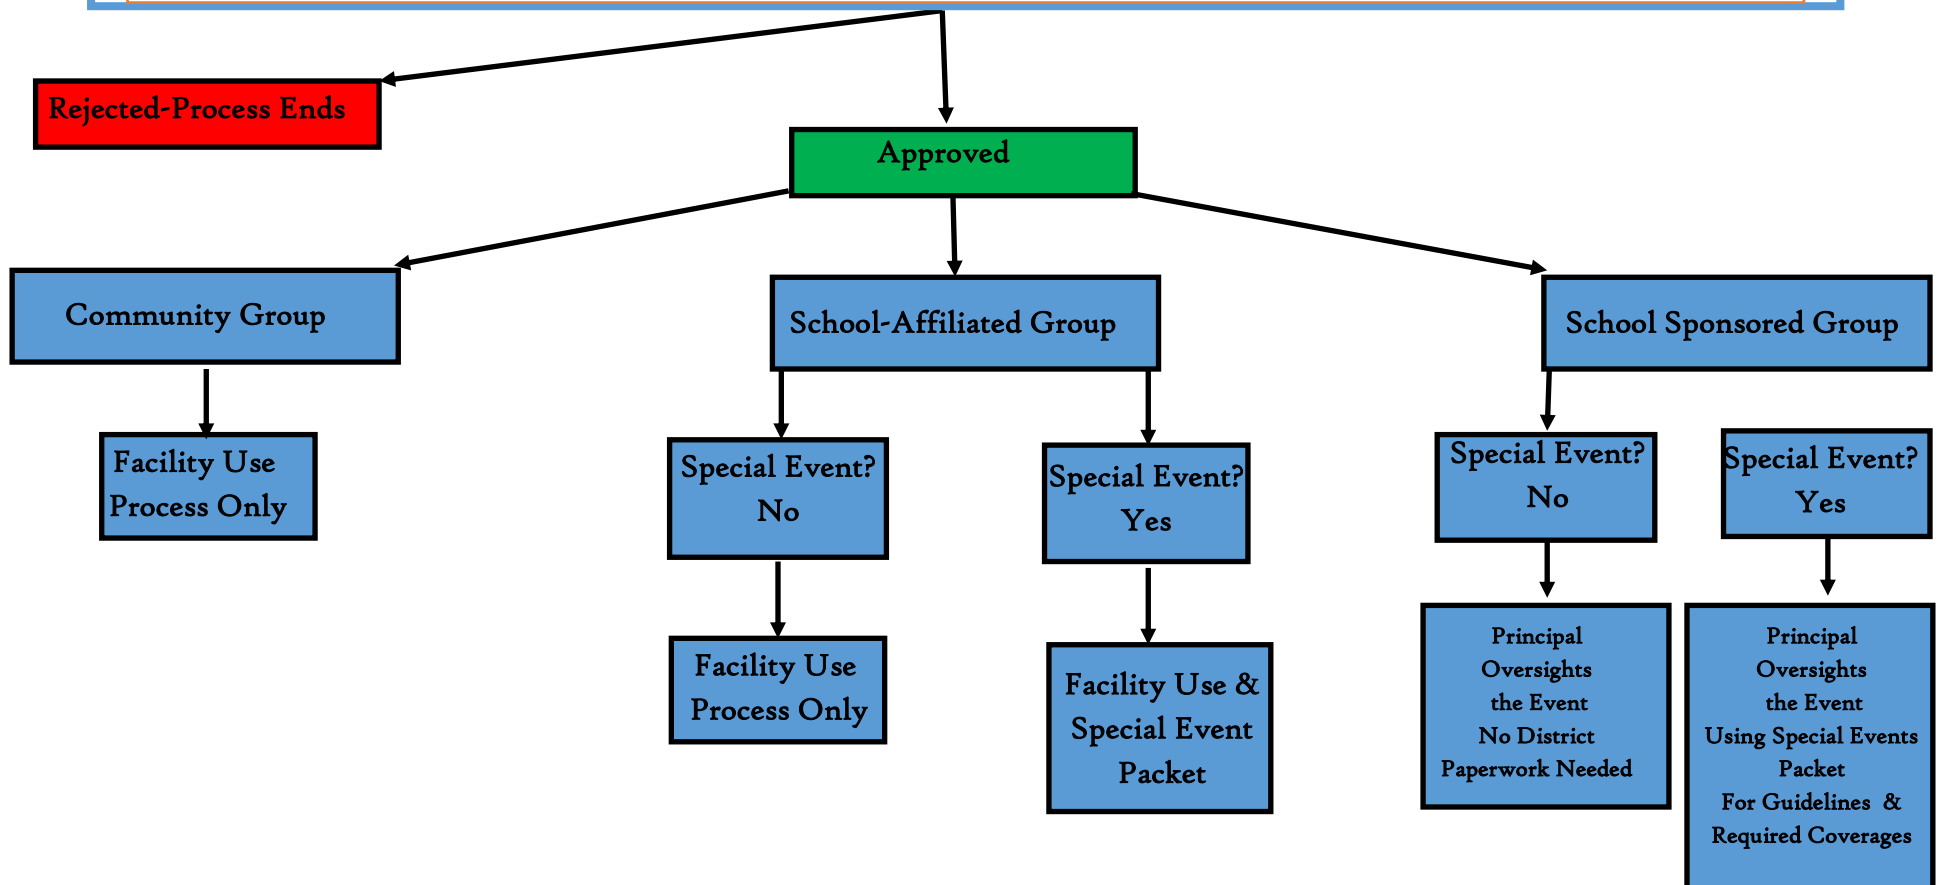 Rejected-Process Ends
Approved
Community Group
School-Affiliated Group
School Sponsored Group
Facility Use
Process Only
Special Event?
No
Special Event?
Yes
Special Event?
No
Special Event?
Yes
Facility Use
Process Only
Facility Use &
Special Event
Packet
Principal
Oversights
the Event
No District
Paperwork Needed
Principal
Oversights
the Event
Using Special Events
Packet
For Guidelines &
Required Coverages